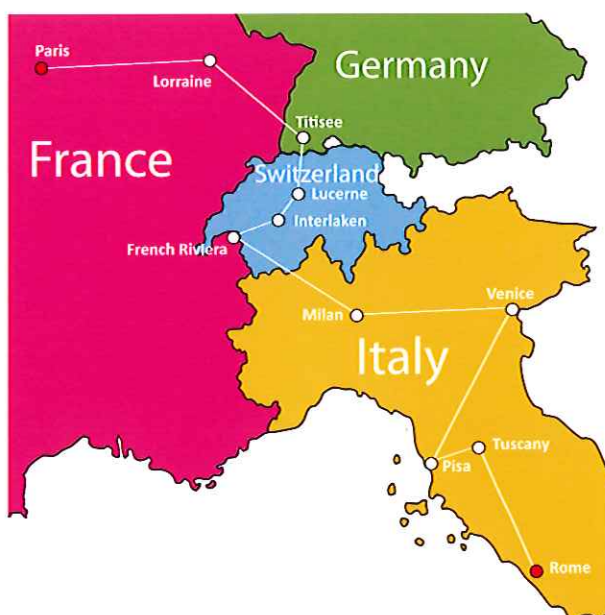 Paris
Lorraine
Germany
Titisee
France
Switzerland
Lucerne
Interlaken
French Riviera
Venice
Milan
Italy
Tuscany
Pisa
Rome